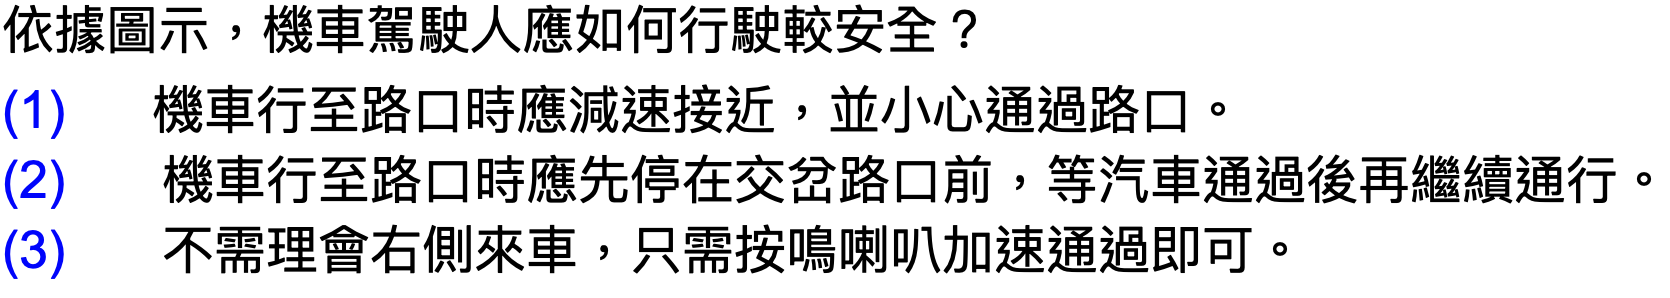 依據圖示，機車駕駛人應如何行駛較安全？
(1) 機車行至路口時應減速接近，並小心通過路口。
(2) 機車行至路口時應先停在交岔路口前，等汽車通過後再繼續通行。
(3) 不需理會右側來車，只需按鳴喇叭加速通過即可。